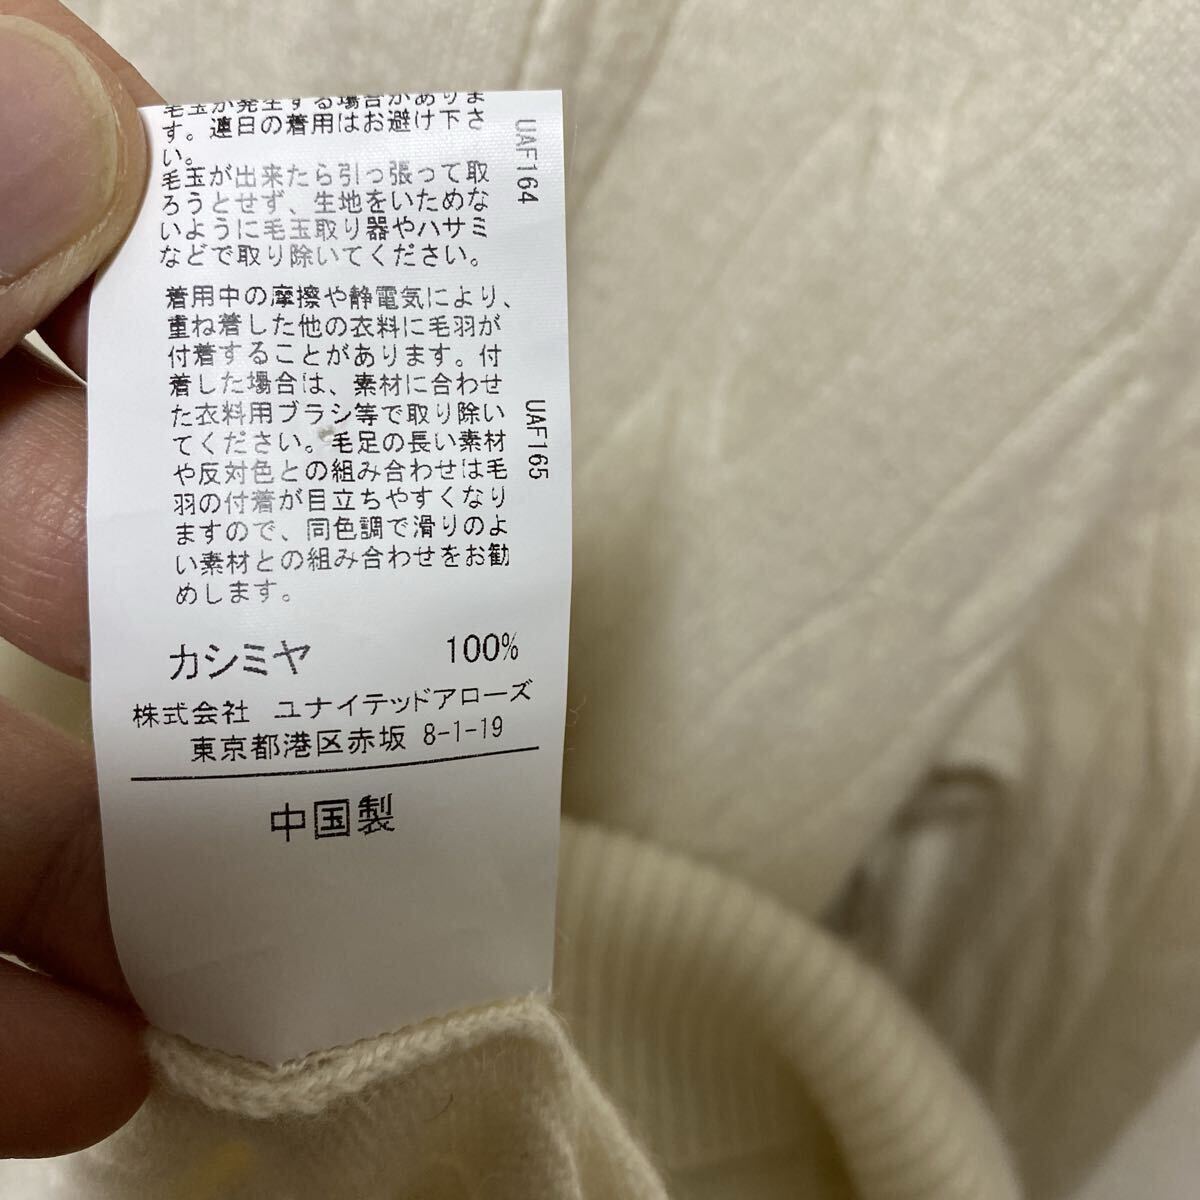 毛玉が発生する場合がありま
す。連日の着用はお避け下さ
い。
毛玉が出来たら引っ張って取
ろうとせず、生地をいためな
いように毛玉取り器やハサミ
などで取り除いてください。
UAF164
着用中の摩擦や静電気により、
重ね着した他の衣料に毛羽が
付着することがあります。付
着した場合は、素材に合わせ
た衣料用ブラシ等で取り除い
てください。毛足の長い素材
や反対色との組み合わせは毛
羽の付着が目立ちやすくなり
ますので、同色調で滑りのよ
い素材との組み合わせをお勧
めします。
UAF165
カシミヤ 100%
株式会社 ユナイテッドアローズ
東京都港区赤坂 8-1-19
中国製